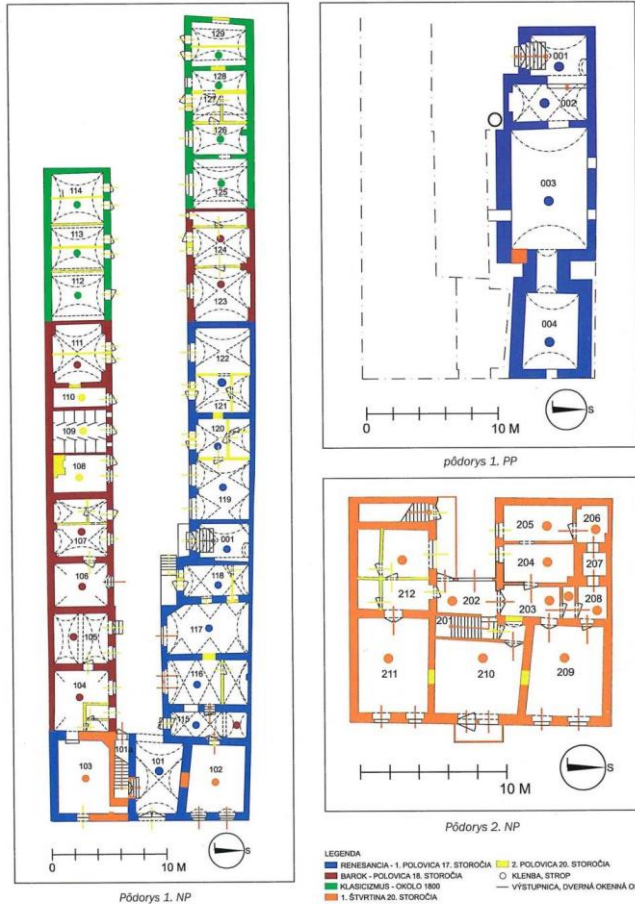 129
128
127
126
125
124
123
122
121
120
119
001
118
117
116
115
102
114
113
112
111
110
109
108
107
106
105
104
103
101a
101
0
10 M
S
Pôdorys 1. NP
001
002
003
004
0
10 M
S
pôdorys 1. PP
205
206
204
207
212
202
203
208
201
211
210
209
10 M
S
Pôdorys 2. NP
LEGENDA
RENESANCIA - 1. POLOVICA 17. STOROČIA
BAROK - POLOVICA 18. STOROČIA
KLASICIZMUS - OKOLO 1800
1. ŠTVRTINA 20. STOROČIA
2. POLOVICA 20. STOROČIA
KLENBA, STROP
VÝSTUPNICA, DVERNÁ OKENNÁ O